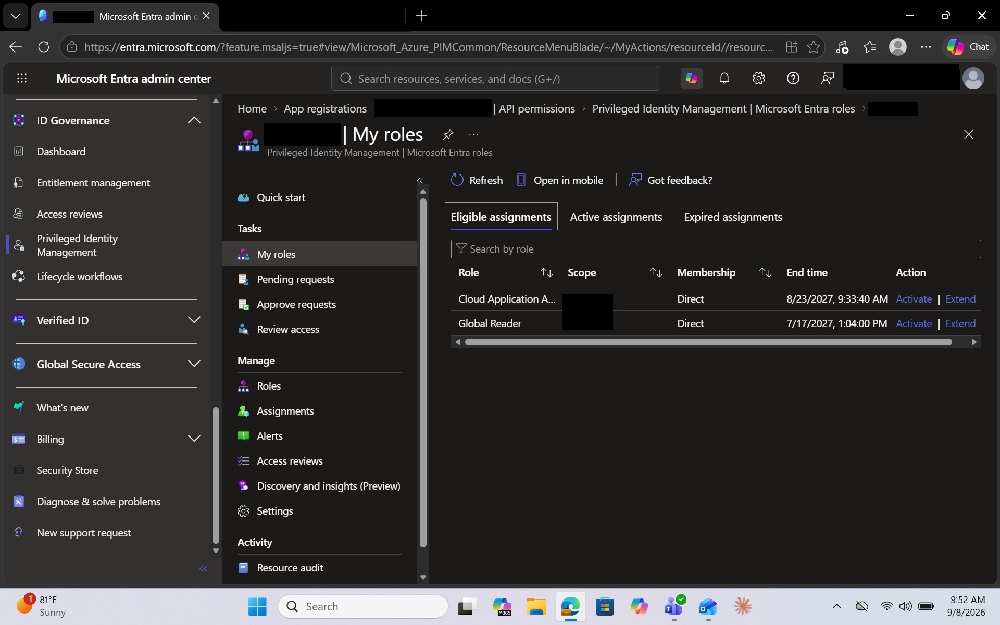 - Microsoft Entra admin c
https://entra.microsoft.com/?feature.msaljs=true#view/Microsoft_Azure_PIMCommon/ResourceMenuBlade/~/MyActions/resourceId//resourc...
Chat
Microsoft Entra admin center
Search resources, services, and docs (G+/)
Home > App registrations
| API permissions > Privileged Identity Management | Microsoft Entra roles >
| My roles
...
Privileged Identity Management | Microsoft Entra roles
ID Governance
Dashboard
Entitlement management
Access reviews
Privileged Identity
Management
Lifecycle workflows
Verified ID
Global Secure Access
What's new
Billing
Security Store
Diagnose & solve problems
New support request
Quick start
Tasks
My roles
Pending requests
Approve requests
Review access
Manage
Roles
Assignments
Alerts
Access reviews
Discovery and insights (Preview)
Settings
Activity
Resource audit
Refresh
Open in mobile
Got feedback?
Eligible assignments
Active assignments
Expired assignments
Search by role
Role Scope Membership End time Action
Cloud Application A... Direct 8/23/2027, 9:33:40 AM Activate | Extend
Global Reader Direct 7/17/2027, 1:04:00 PM Activate | Extend
1
81°F
Sunny
Search
M365
9:52 AM
9/8/2026